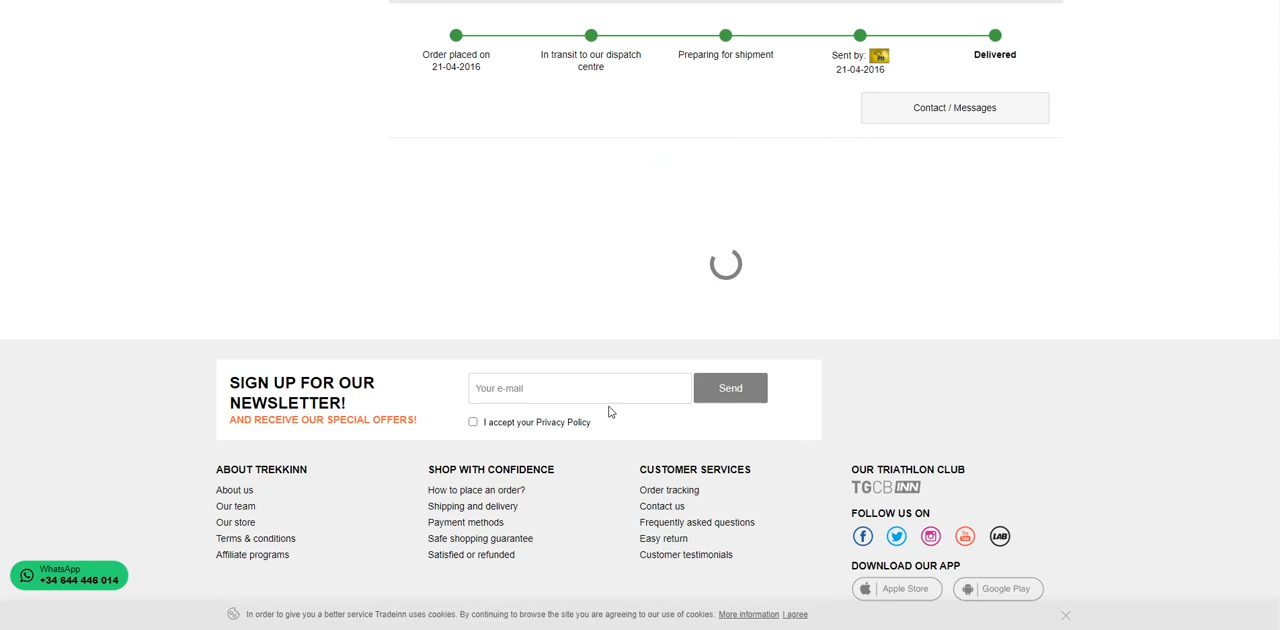 Order placed on
21-04-2016
In transit to our dispatch
centre
Preparing for shipment
Sent by:
21-04-2016
Delivered
Contact / Messages
SIGN UP FOR OUR
NEWSLETTER!
AND RECEIVE OUR SPECIAL OFFERS!
Your e-mail
Send
I accept your Privacy Policy
ABOUT TREKKINN
About us
Our team
Our store
Terms & conditions
Affiliate programs
SHOP WITH CONFIDENCE
How to place an order?
Shipping and delivery
Payment methods
Safe shopping guarantee
Satisfied or refunded
CUSTOMER SERVICES
Order tracking
Contact us
Frequently asked questions
Easy return
Customer testimonials
OUR TRIATHLON CLUB
TGCB INN
FOLLOW US ON
You Tube
LAB
DOWNLOAD OUR APP
Apple Store
Google Play
WhatsApp
+34 644 446 014
In order to give you a better service Tradeinn uses cookies. By continuing to browse the site you are agreeing to our use of cookies. More information I agree